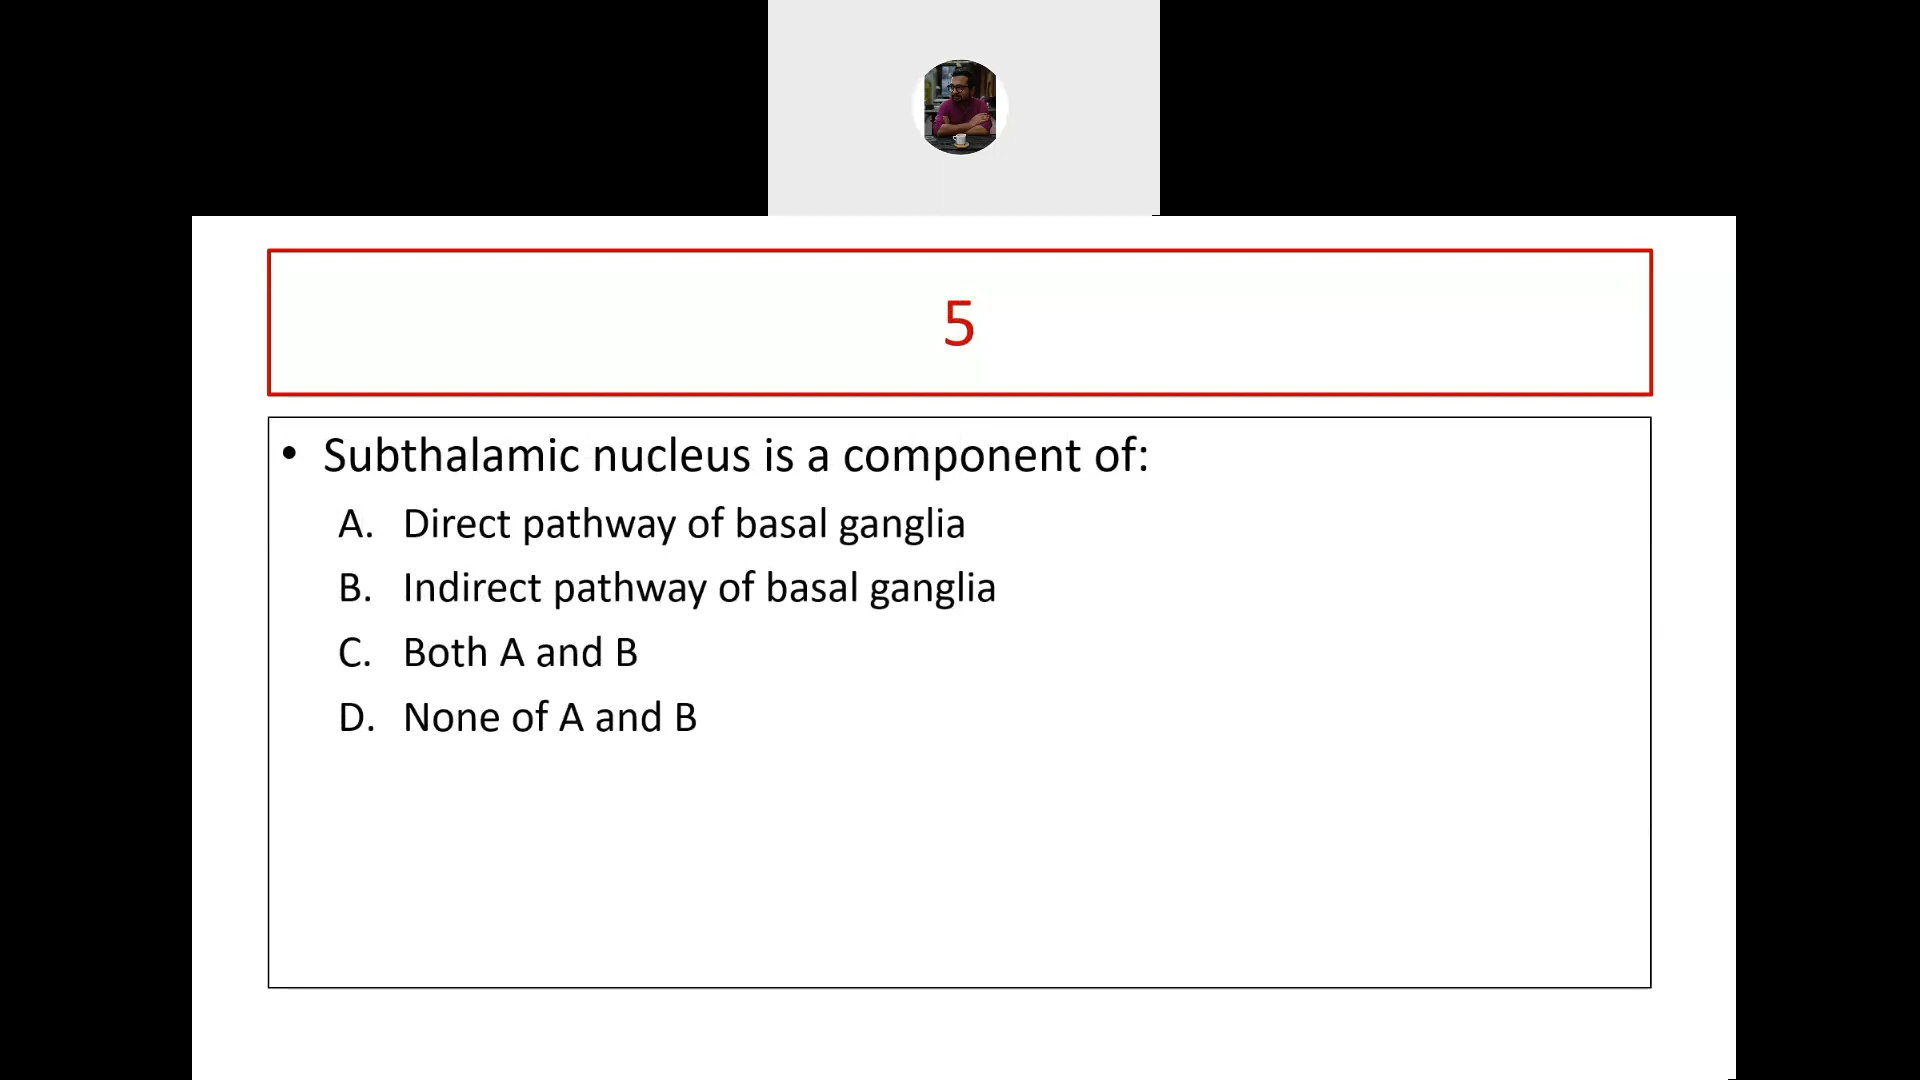 5
• Subthalamic nucleus is a component of:
A. Direct pathway of basal ganglia
B. Indirect pathway of basal ganglia
C. Both A and B
D. None of A and B